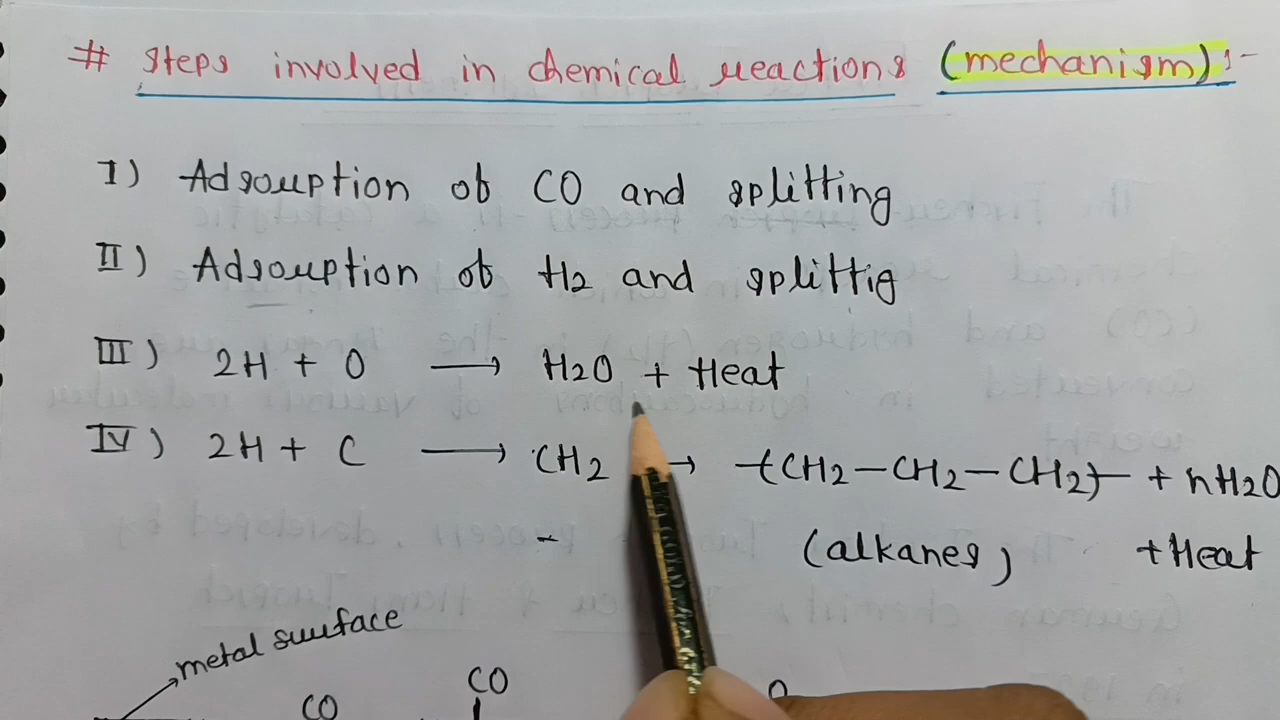 # Steps involved in chemical reactions (mechanism) :-
I) Adsorption of CO and splitting
II) Adsorption of H2 and splittig
III) 2H + O → H2O + Heat
IV) 2H + C → CH2 → -(CH2-CH2-CH2)- + nH2O
(alkanes) + Heat
metal surface
CO
CO